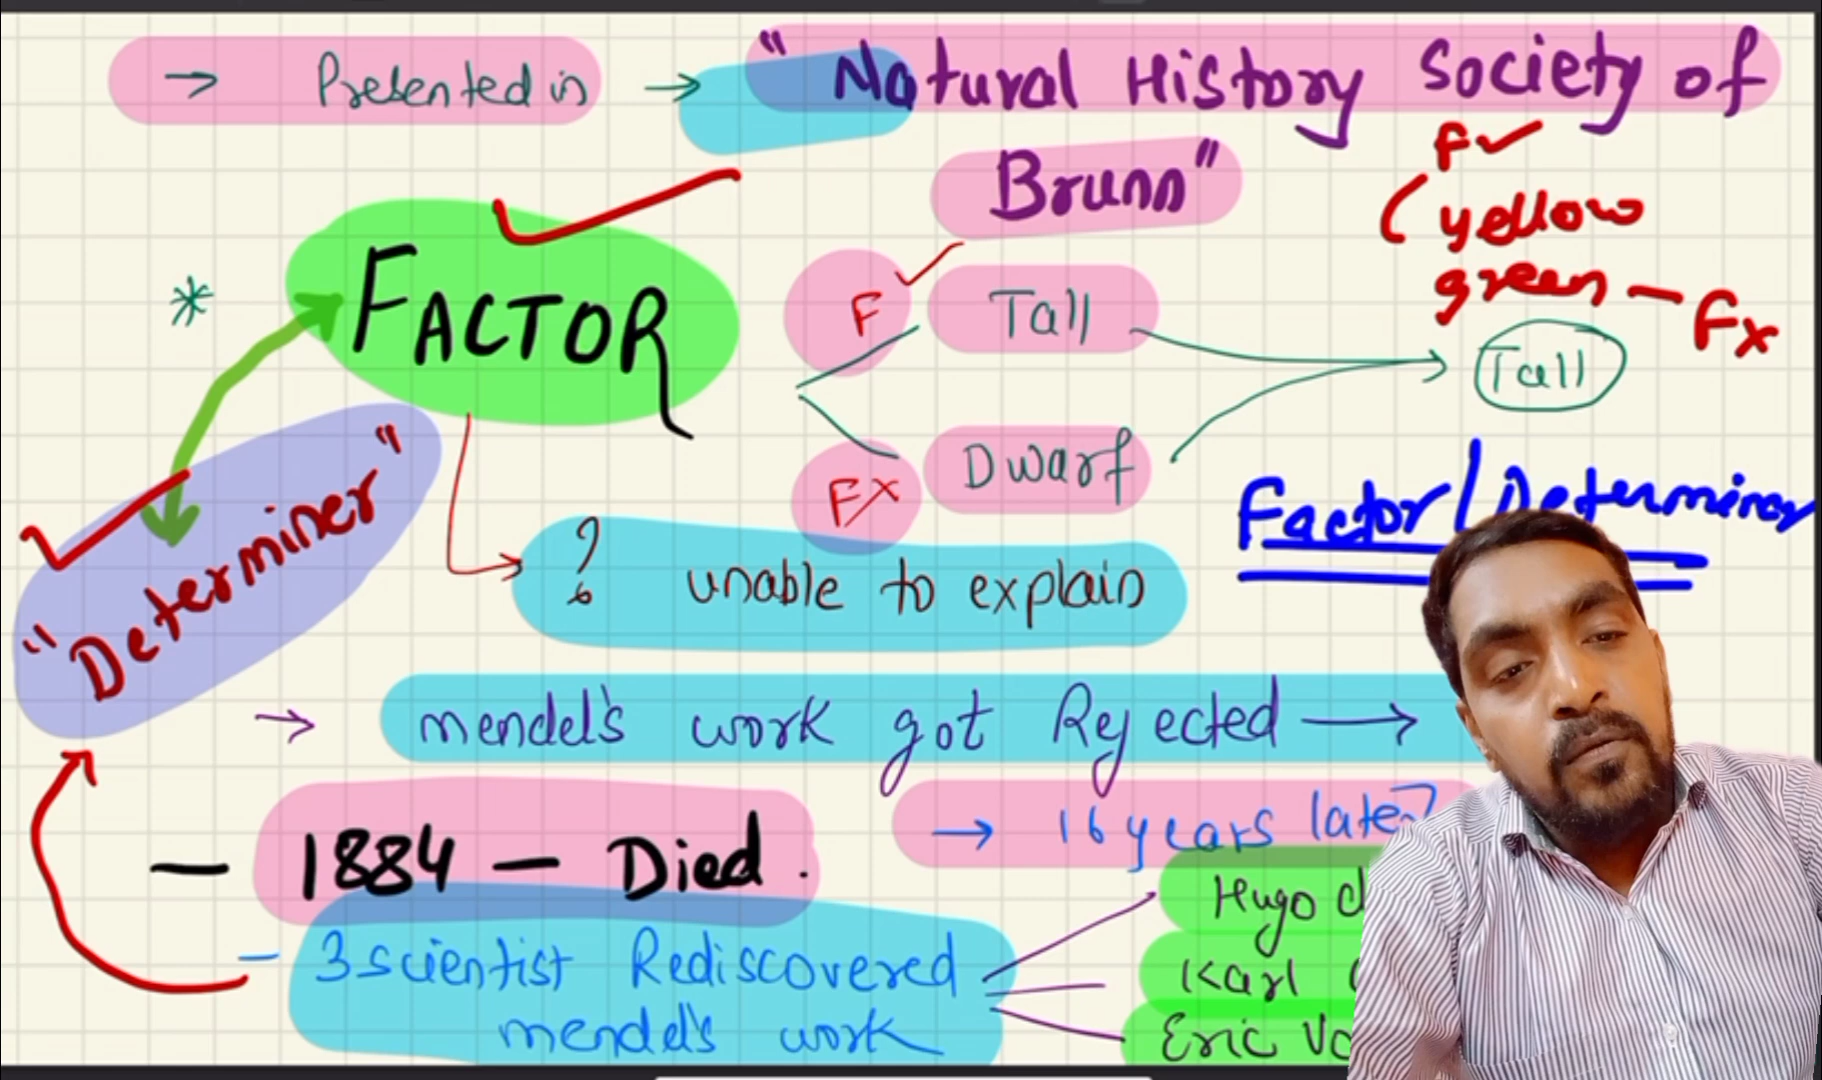 → Presented in → "Natural History Society of
Brunn"
F ✓
( yellow
green - Fx
* FACTOR
F Tall
Tall
Fx Dwarf
Factor / Determiner
"Determiner"
? unable to explain
→ mendel's work got Rejected →
→ 16 years later
- 1884 - Died.
- 3 scientist Rediscovered
mendel's work
Hugo
Karl
Eric